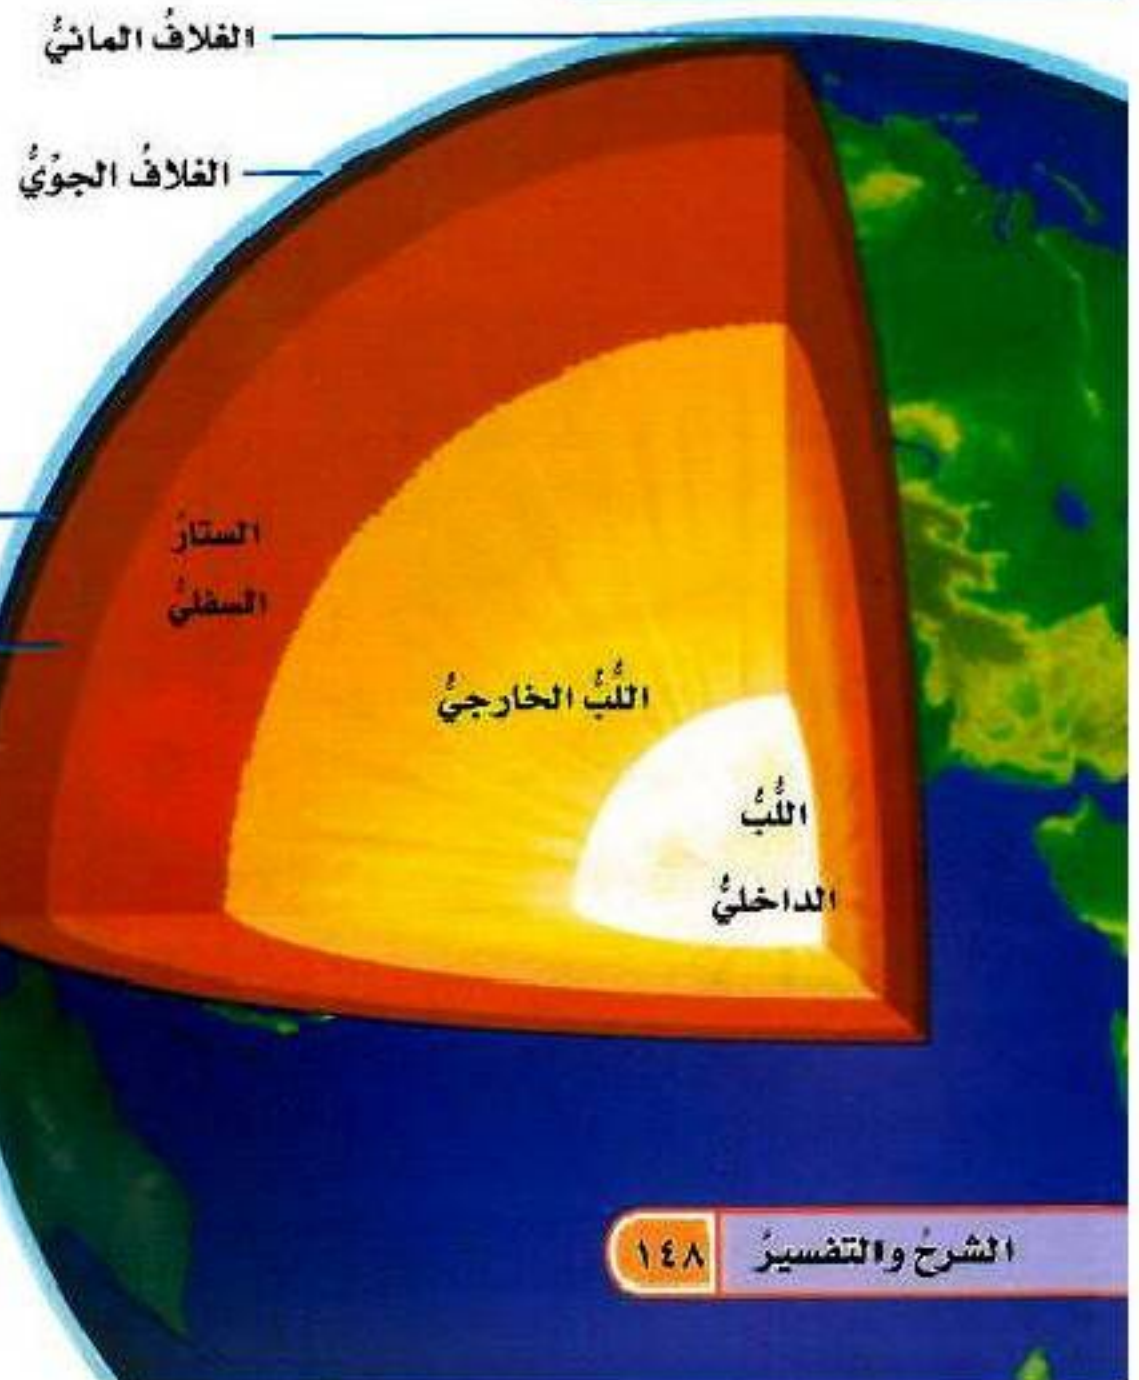 الغلافُ المائيُّ
الغلافُ الجوّيُّ
الستارُ
السفليُّ
اللُّبُّ الخارجيُّ
اللُّبُّ
الداخليُّ
الشرحُ والتفسيرُ
١٤٨